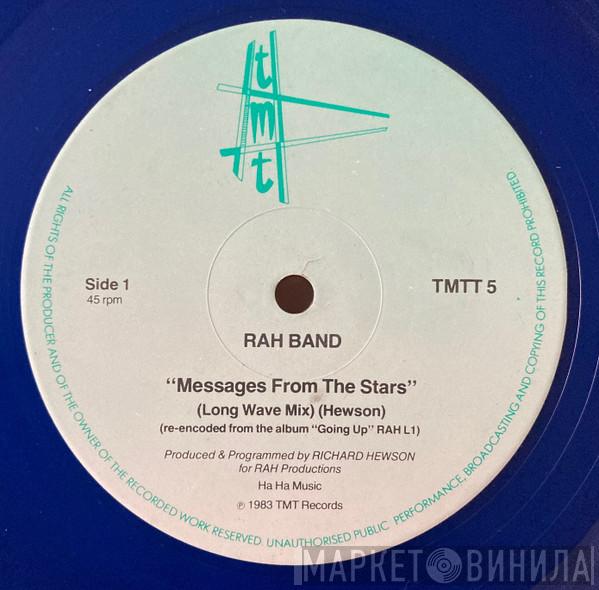 tmt
Side 1
45 rpm
TMTT 5
RAH BAND
“Messages From The Stars”
(Long Wave Mix) (Hewson)
(re-encoded from the album “Going Up” RAH L1)
Produced & Programmed by RICHARD HEWSON
for RAH Productions
Ha Ha Music
℗ 1983 TMT Records
ALL RIGHTS OF THE PRODUCER AND OF THE OWNER OF THE RECORDED WORK RESERVED. UNAUTHORISED PUBLIC PERFORMANCE, BROADCASTING AND COPYING OF THIS RECORD PROHIBITED.
МАРКЕТ ВИНИЛА